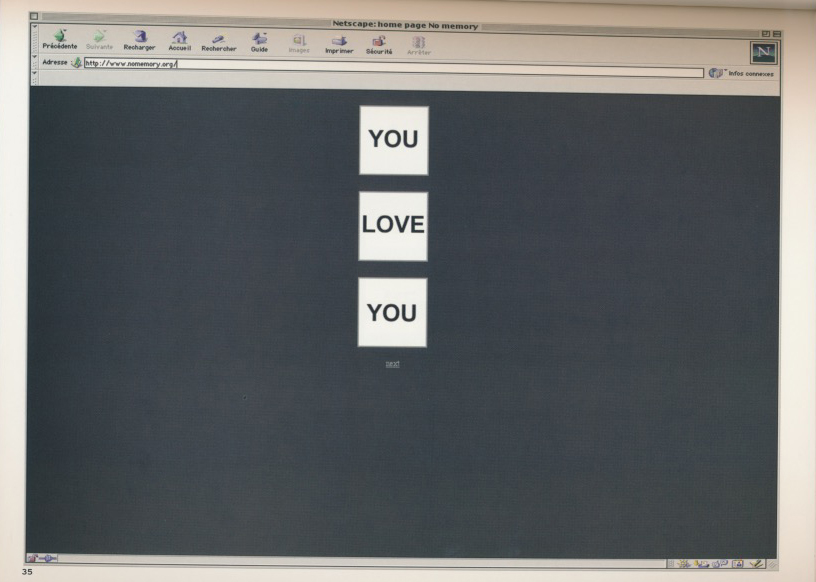 Netscape: home page No memory
Précédente Suivante Recharger Accueil Rechercher Guide Images Imprimer Sécurité Arrêter
N
Adresse : http://www.nomemory.org/ Infos connexes
YOU
LOVE
YOU
next
35